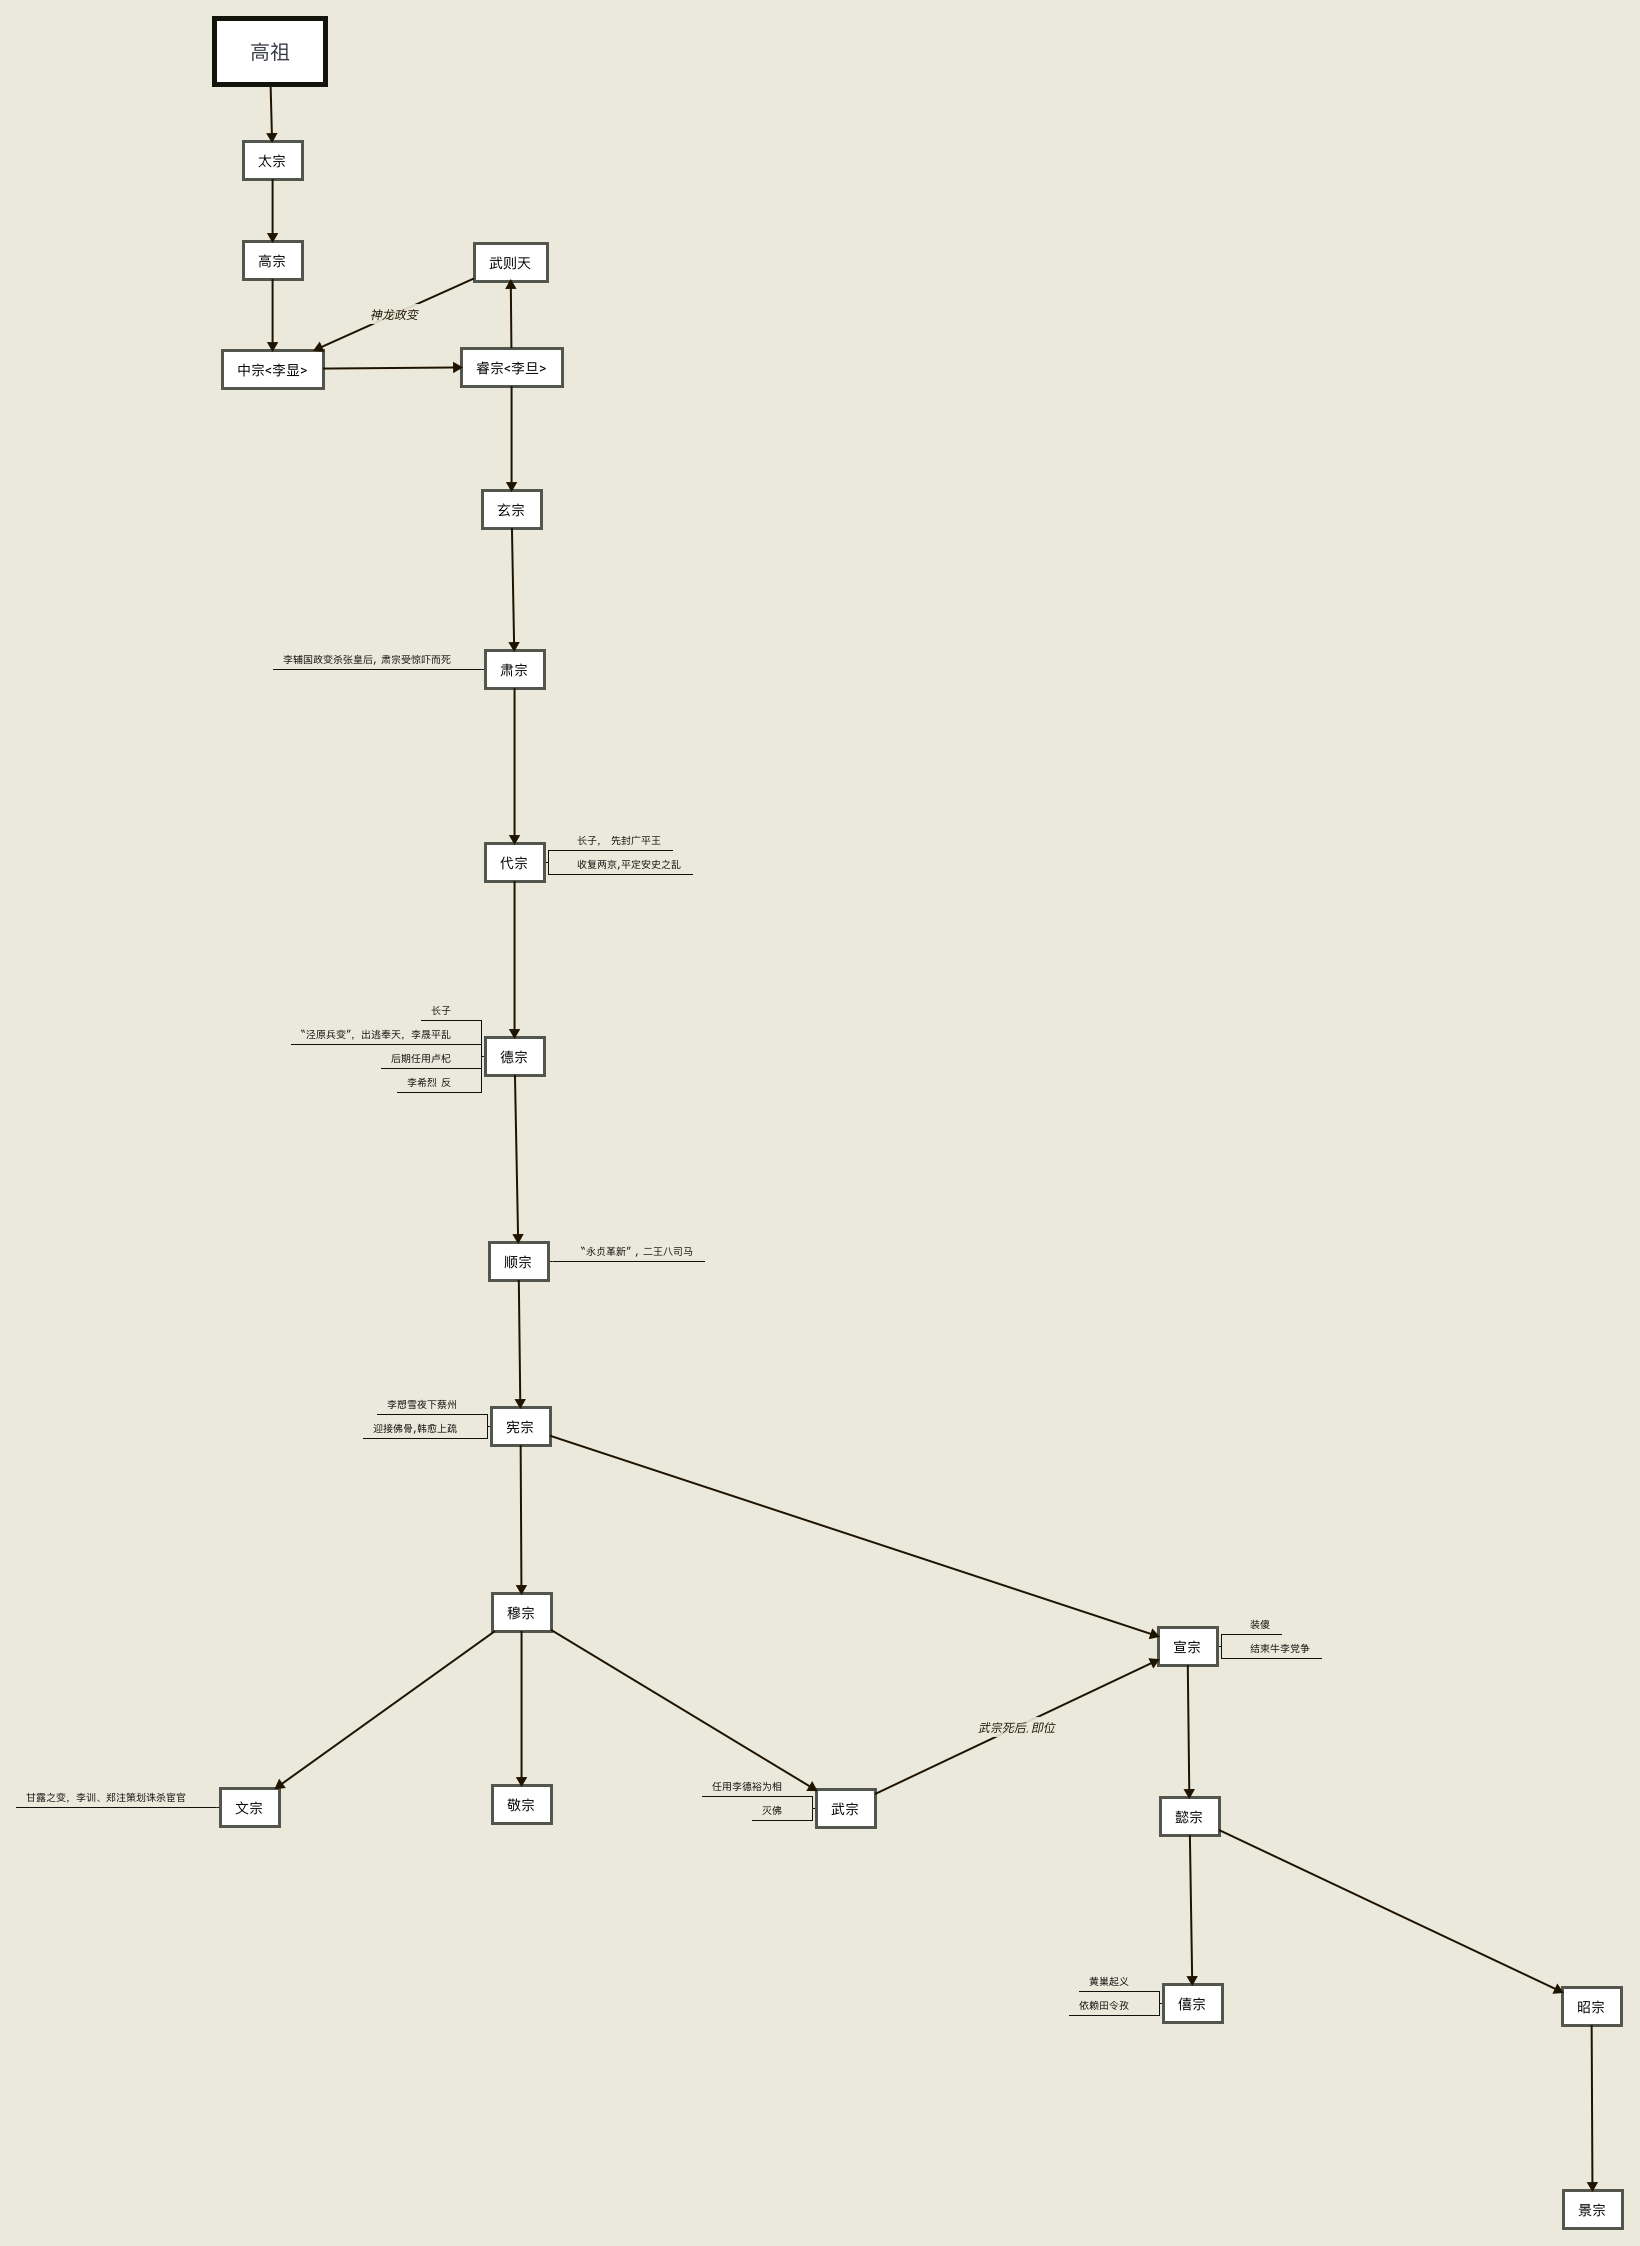 高祖
太宗
高宗
武则天
神龙政变
中宗<李显>
睿宗<李旦>
玄宗
李辅国政变杀张皇后，肃宗受惊吓而死
肃宗
长子， 先封广平王
收复两京,平定安史之乱
代宗
长子
“泾原兵变”，出逃奉天，李晟平乱
后期任用卢杞
李希烈 反
德宗
“永贞革新”，二王八司马
顺宗
李愬雪夜下蔡州
迎接佛骨,韩愈上疏
宪宗
穆宗
装傻
结束牛李党争
宣宗
武宗死后, 即位
甘露之变，李训、郑注策划诛杀宦官
文宗
敬宗
任用李德裕为相
灭佛
武宗
懿宗
黄巢起义
依赖田令孜
僖宗
昭宗
景宗